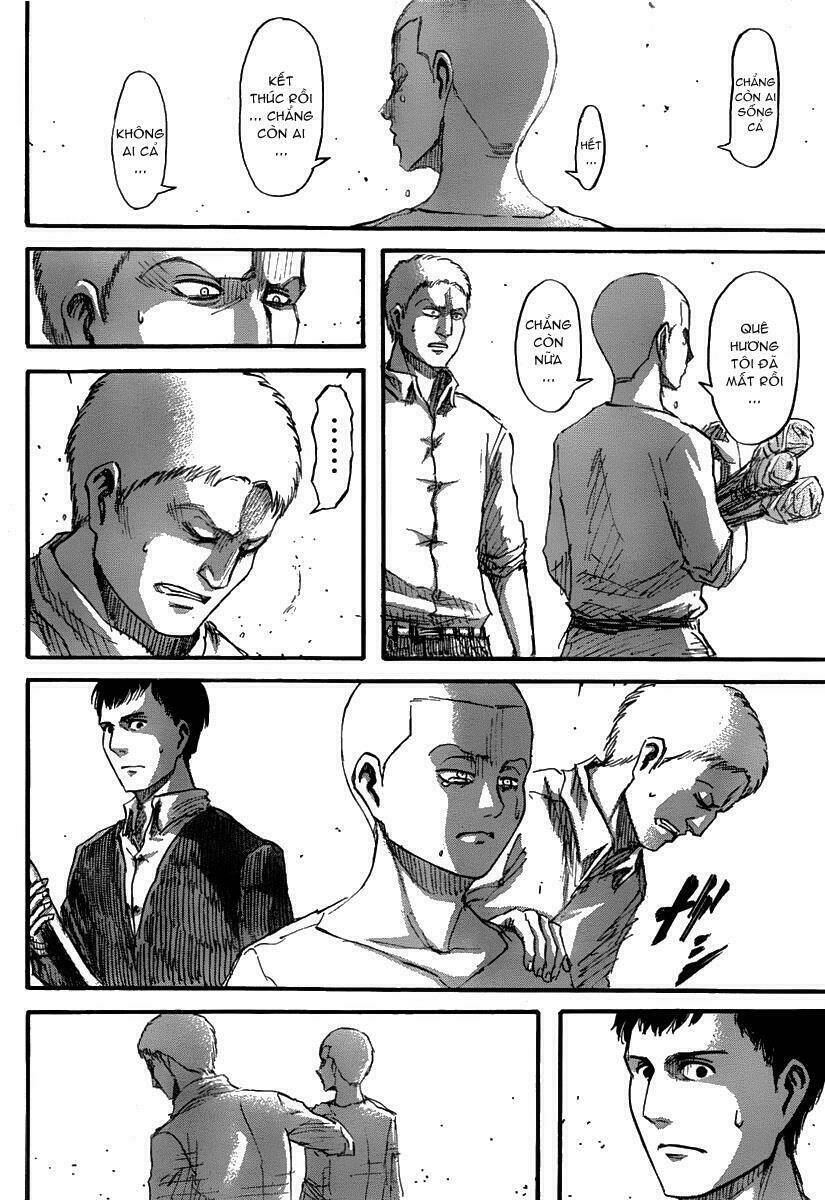 CHẲNG
CÒN AI
SỐNG
CẢ
HẾT
...
KẾT
THÚC RỒI
... CHẲNG
CÒN AI
...
KHÔNG
AI CẢ
...
QUÊ
HƯƠNG
TÔI ĐÃ
MẤT RỒI
...
CHẲNG
CÒN
NỮA
...
......